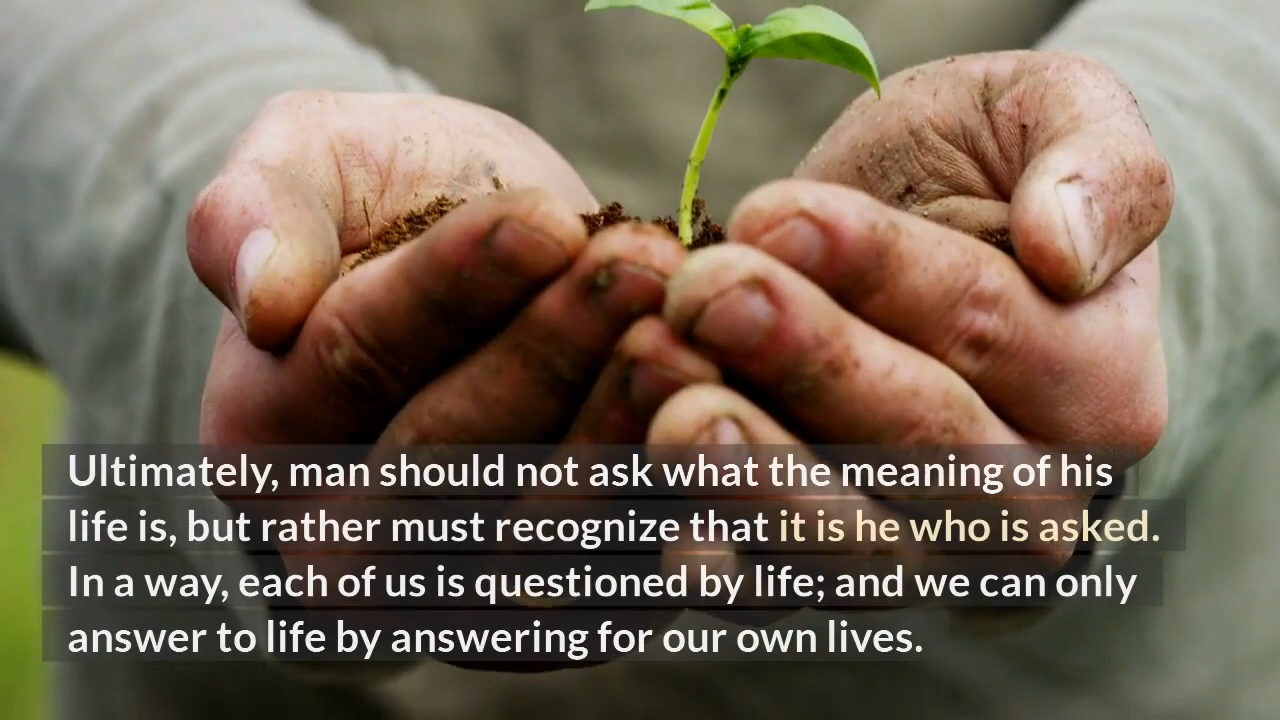 Ultimately, man should not ask what the meaning of his
life is, but rather must recognize that it is he who is asked.
In a way, each of us is questioned by life; and we can only
answer to life by answering for our own lives.